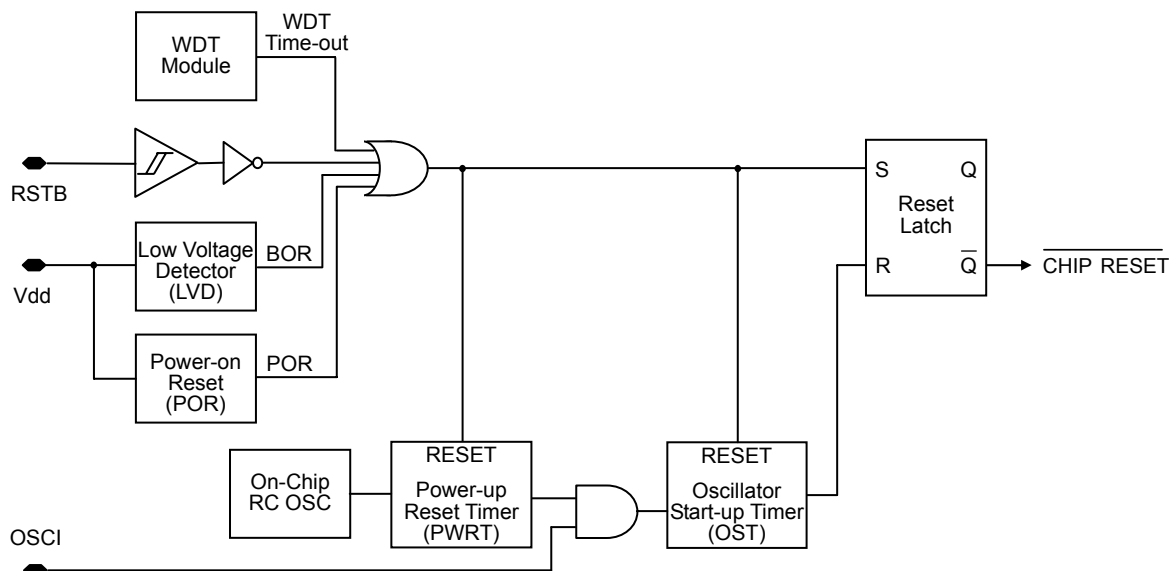 WDT
Module
WDT
Time-out
RSTB
Vdd
Low Voltage
Detector
(LVD)
BOR
Power-on
Reset
(POR)
POR
S
Q
Reset
Latch
R
Q
CHIP RESET
On-Chip
RC OSC
RESET
Power-up
Reset Timer
(PWRT)
RESET
Oscillator
Start-up Timer
(OST)
OSCI